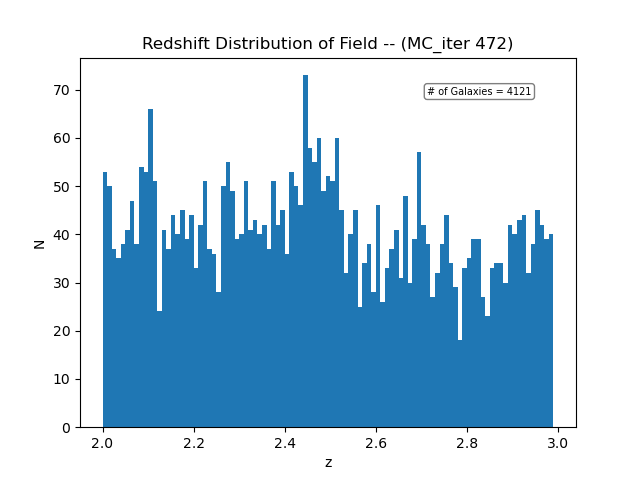 Redshift Distribution of Field -- (MC_iter 472)
# of Galaxies = 4121
70
60
50
40
30
20
10
0
N
2.0 2.2 2.4 2.6 2.8 3.0
z